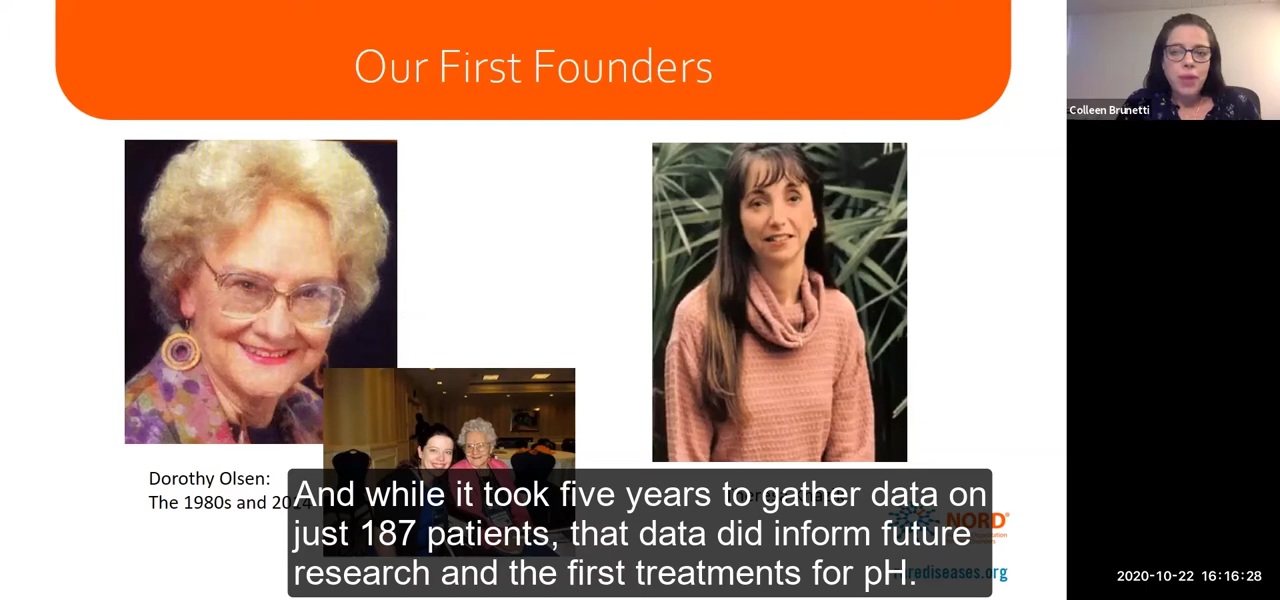 Our First Founders
Colleen Brunetti
Dorothy Olsen:
The 1980s and 2014
And while it took five years to gather data on
just 187 patients, that data did inform future
research and the first treatments for pH.
NORD
rarediseases.org
2020-10-22 16:16:28